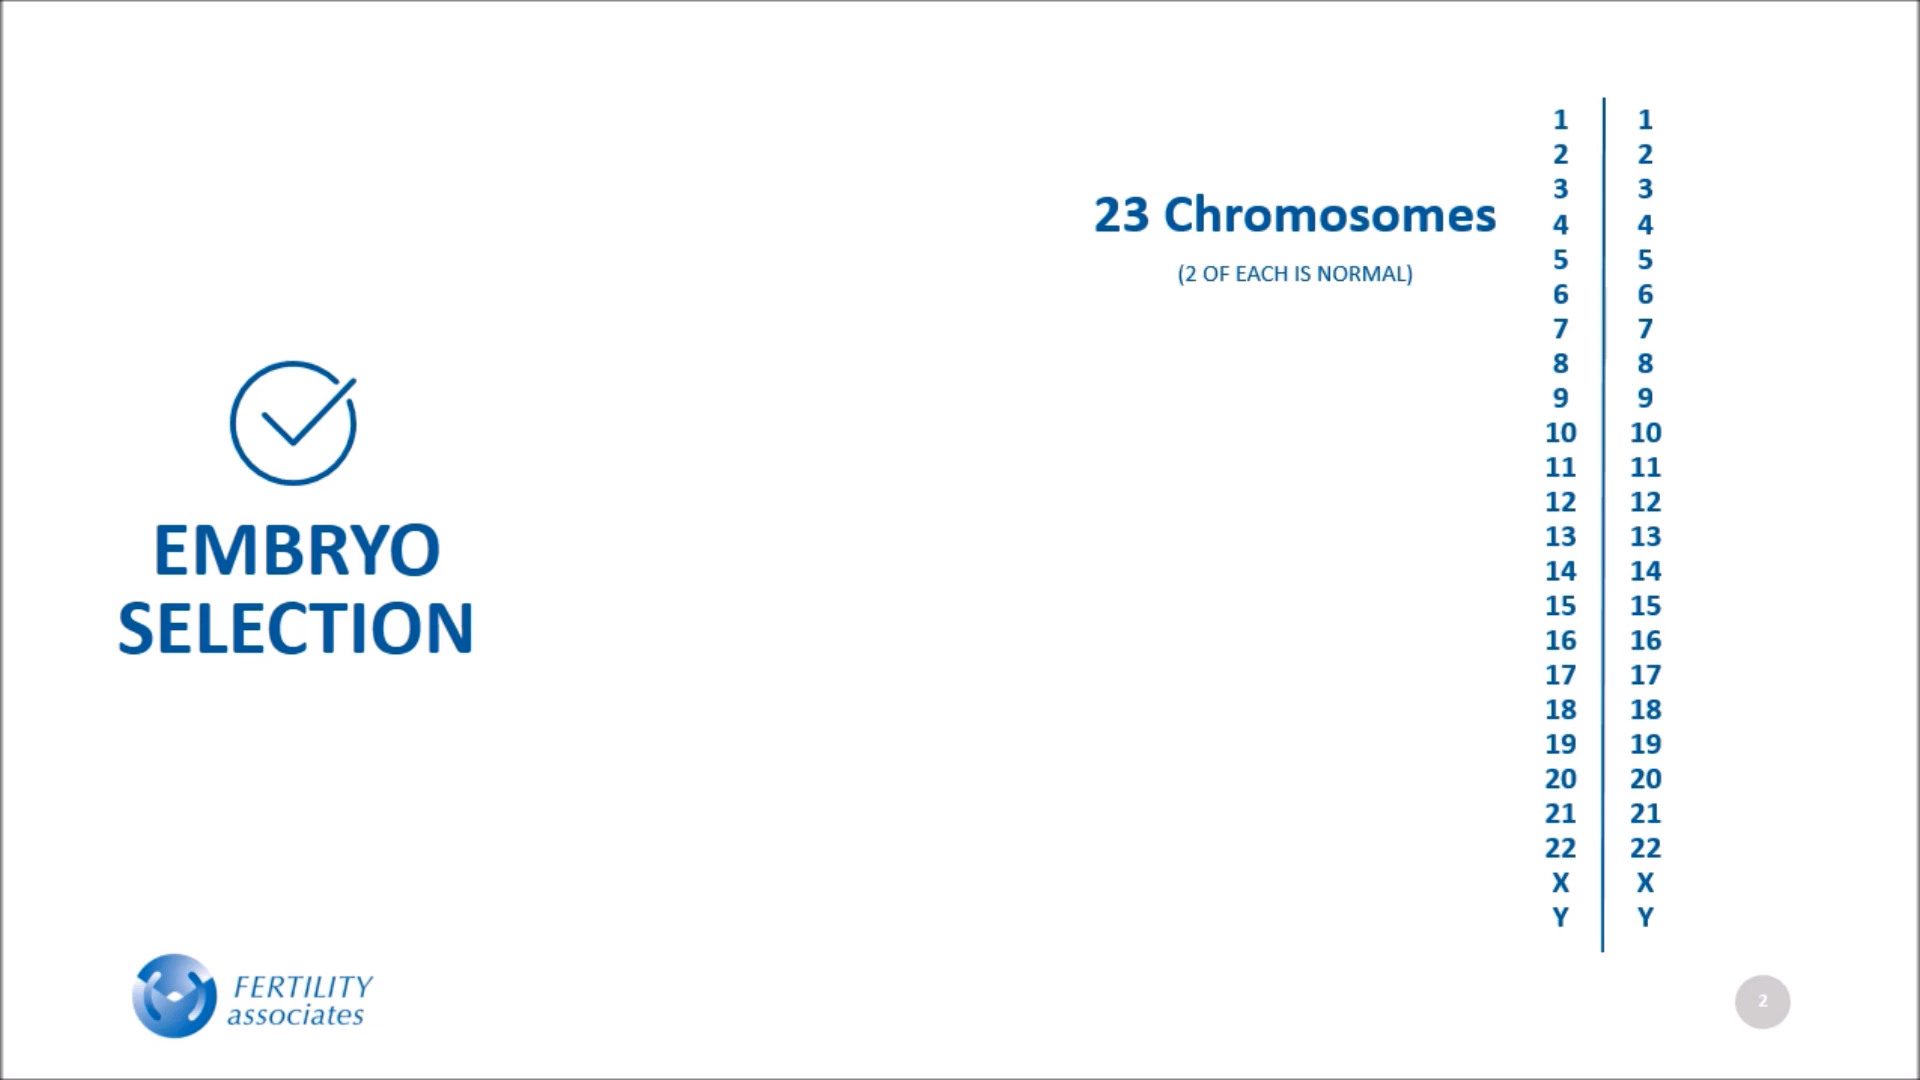 EMBRYO
SELECTION
23 Chromosomes
(2 OF EACH IS NORMAL)
1 1
2 2
3 3
4 4
5 5
6 6
7 7
8 8
9 9
10 10
11 11
12 12
13 13
14 14
15 15
16 16
17 17
18 18
19 19
20 20
21 21
22 22
X X
Y Y
FERTILITY
associates
2